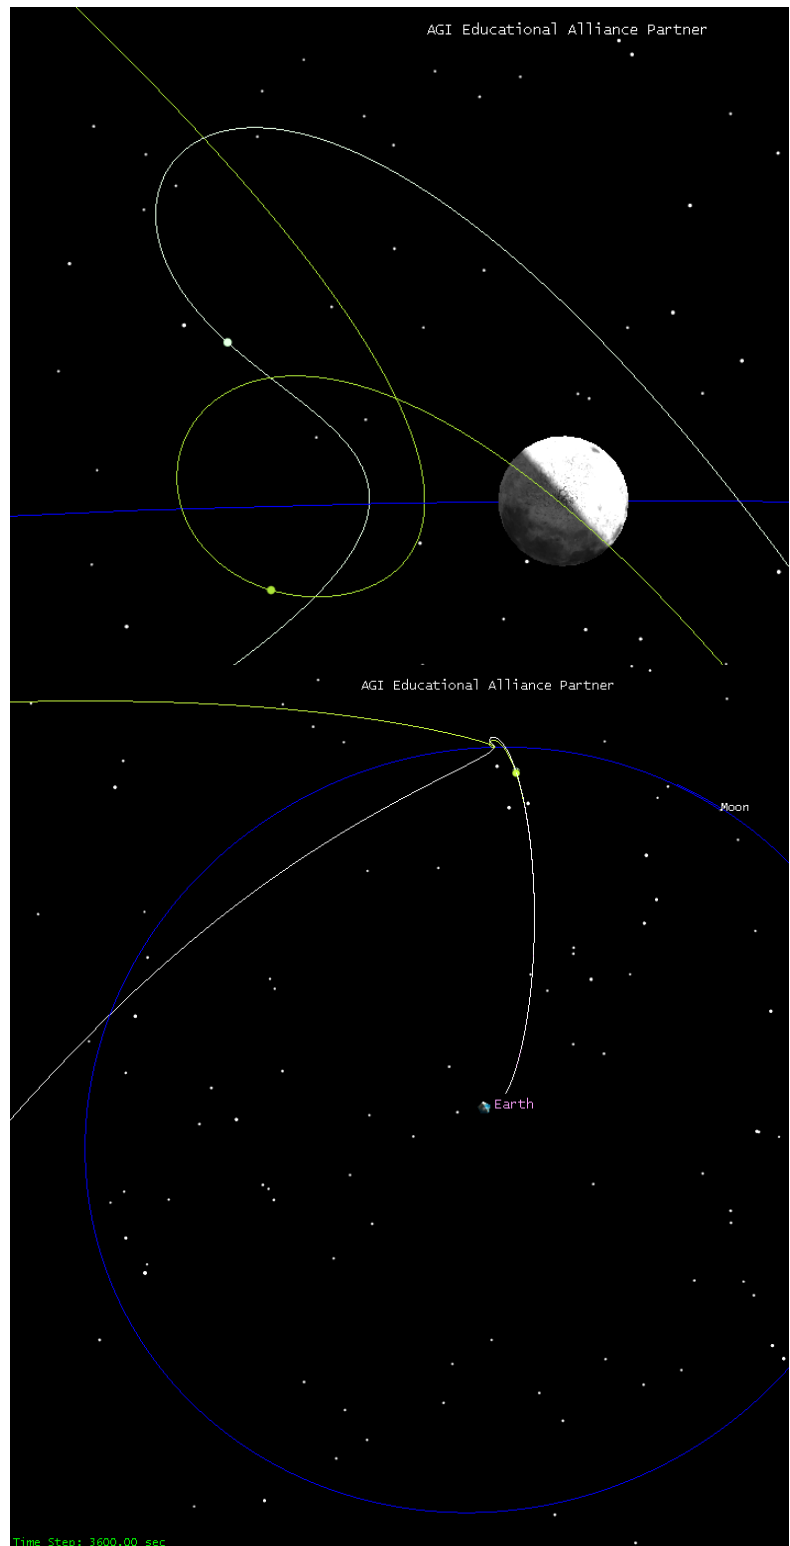 AGI Educational Alliance Partner
AGI Educational Alliance Partner
Moon
Earth
Time Step: 3600.00 sec